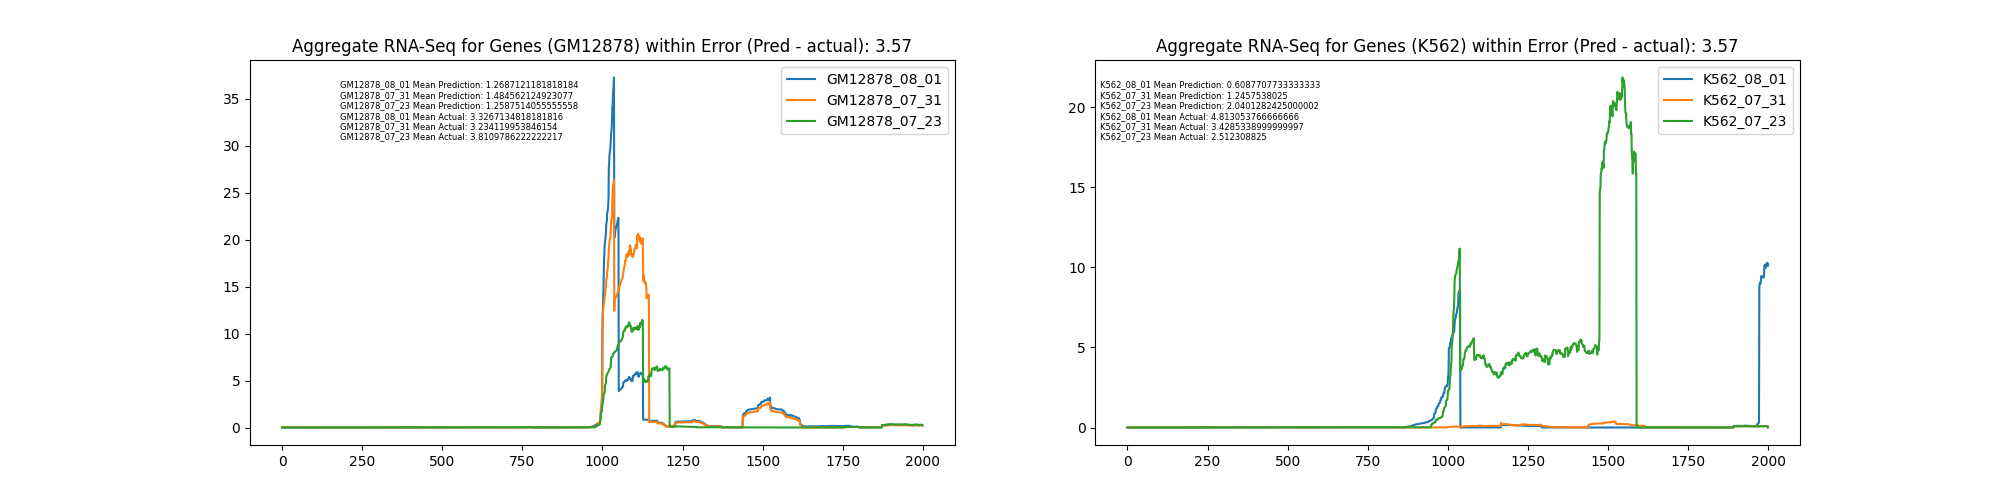 Aggregate RNA-Seq for Genes (GM12878) within Error (Pred - actual): 3.57
GM12878_08_01 Mean Prediction: 1.2687121181818184
GM12878_07_31 Mean Prediction: 1.484562124923077
GM12878_07_23 Mean Prediction: 1.2587514055555558
GM12878_08_01 Mean Actual: 3.3267134818181816
GM12878_07_31 Mean Actual: 3.234119953846154
GM12878_07_23 Mean Actual: 3.8109786222222217
GM12878_08_01
GM12878_07_31
GM12878_07_23
35
30
25
20
15
10
5
0
0 250 500 750 1000 1250 1500 1750 2000
Aggregate RNA-Seq for Genes (K562) within Error (Pred - actual): 3.57
K562_08_01 Mean Prediction: 0.6087707733333333
K562_07_31 Mean Prediction: 1.2457538025
K562_07_23 Mean Prediction: 2.0401282425000002
K562_08_01 Mean Actual: 4.813053766666666
K562_07_31 Mean Actual: 3.4285338999999997
K562_07_23 Mean Actual: 2.512308825
K562_08_01
K562_07_31
K562_07_23
20
15
10
5
0
0 250 500 750 1000 1250 1500 1750 2000